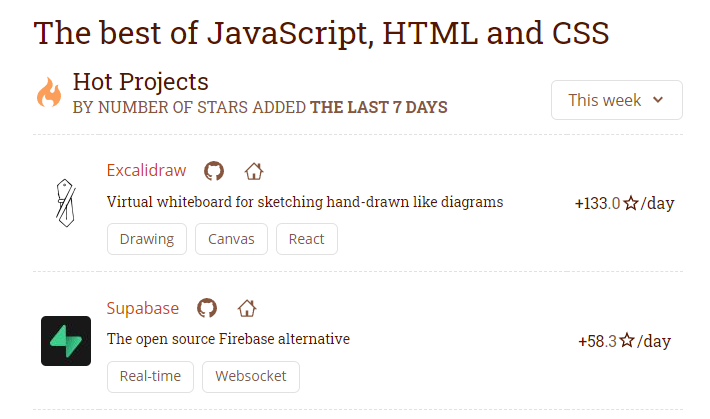 The best of JavaScript, HTML and CSS
Hot Projects
BY NUMBER OF STARS ADDED THE LAST 7 DAYS
This week
Excalidraw
Virtual whiteboard for sketching hand-drawn like diagrams
+133.0☆/day
Drawing
Canvas
React
Supabase
The open source Firebase alternative
+58.3☆/day
Real-time
Websocket